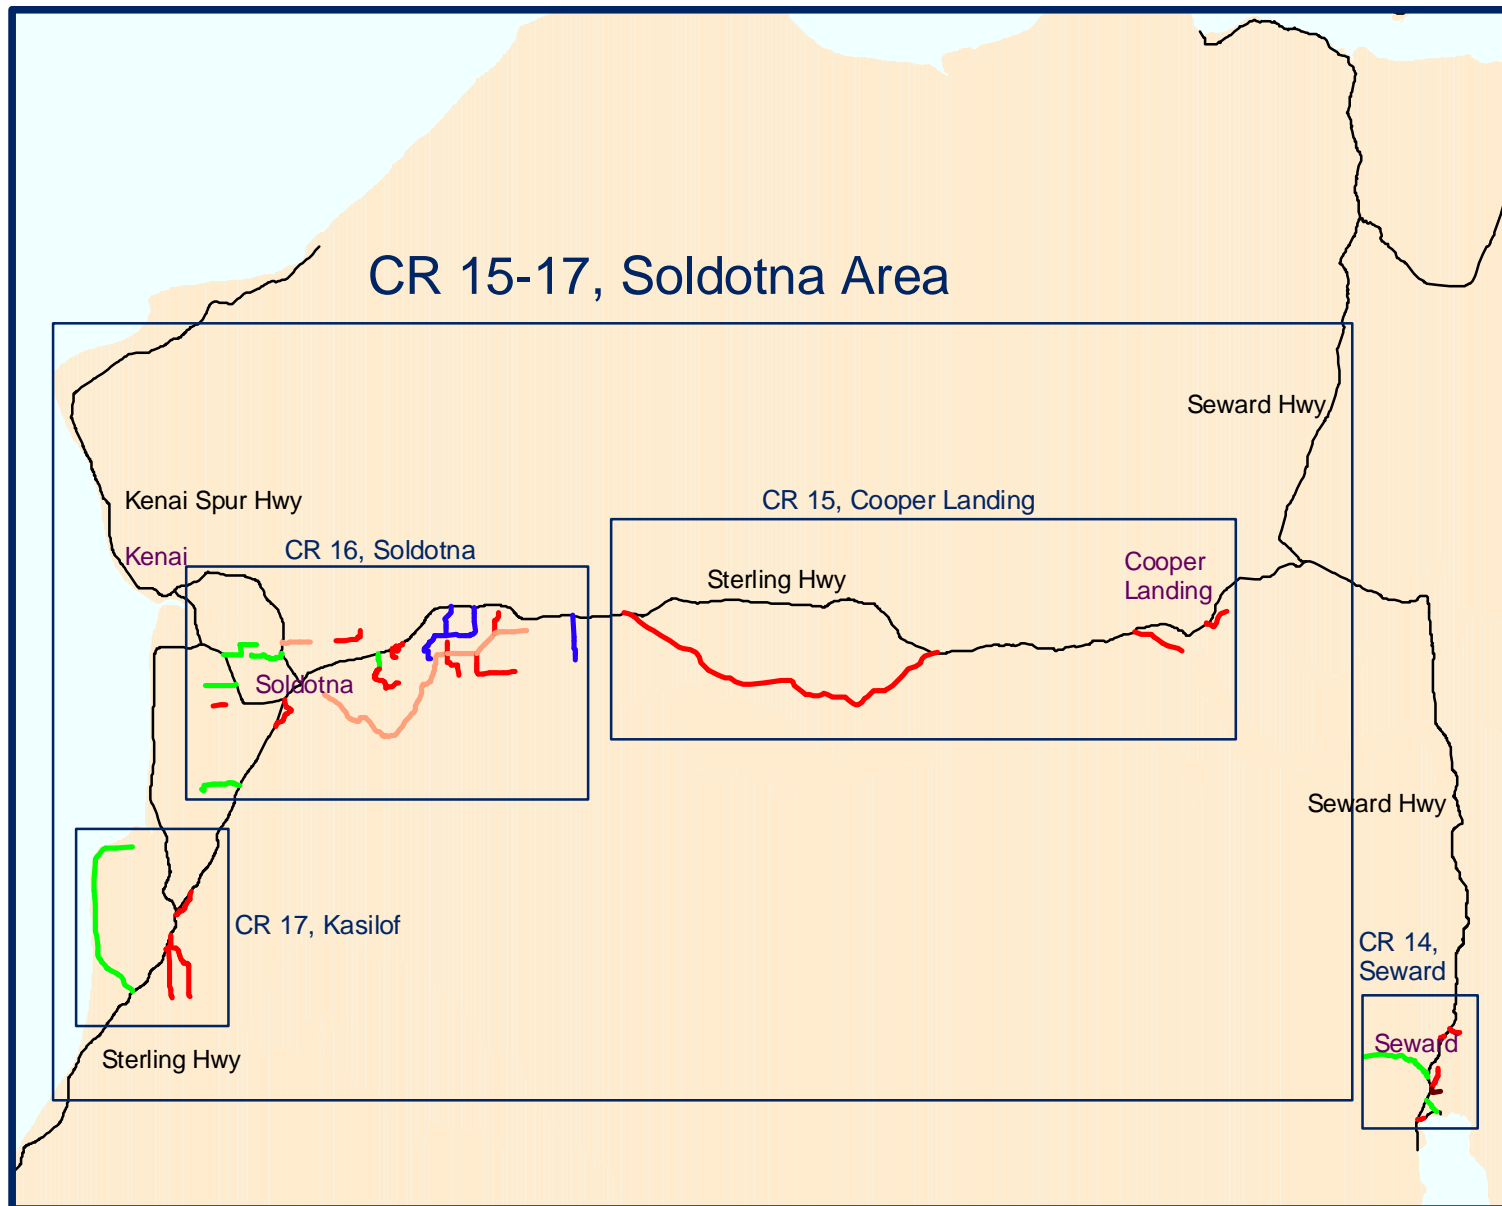 CR 15-17, Soldotna Area
Seward Hwy
Kenai Spur Hwy
CR 15, Cooper Landing
CR 16, Soldotna
Kenai
Cooper
Landing
Sterling Hwy
Soldotna
Seward Hwy
CR 17, Kasilof
CR 14,
Seward
Seward
Sterling Hwy